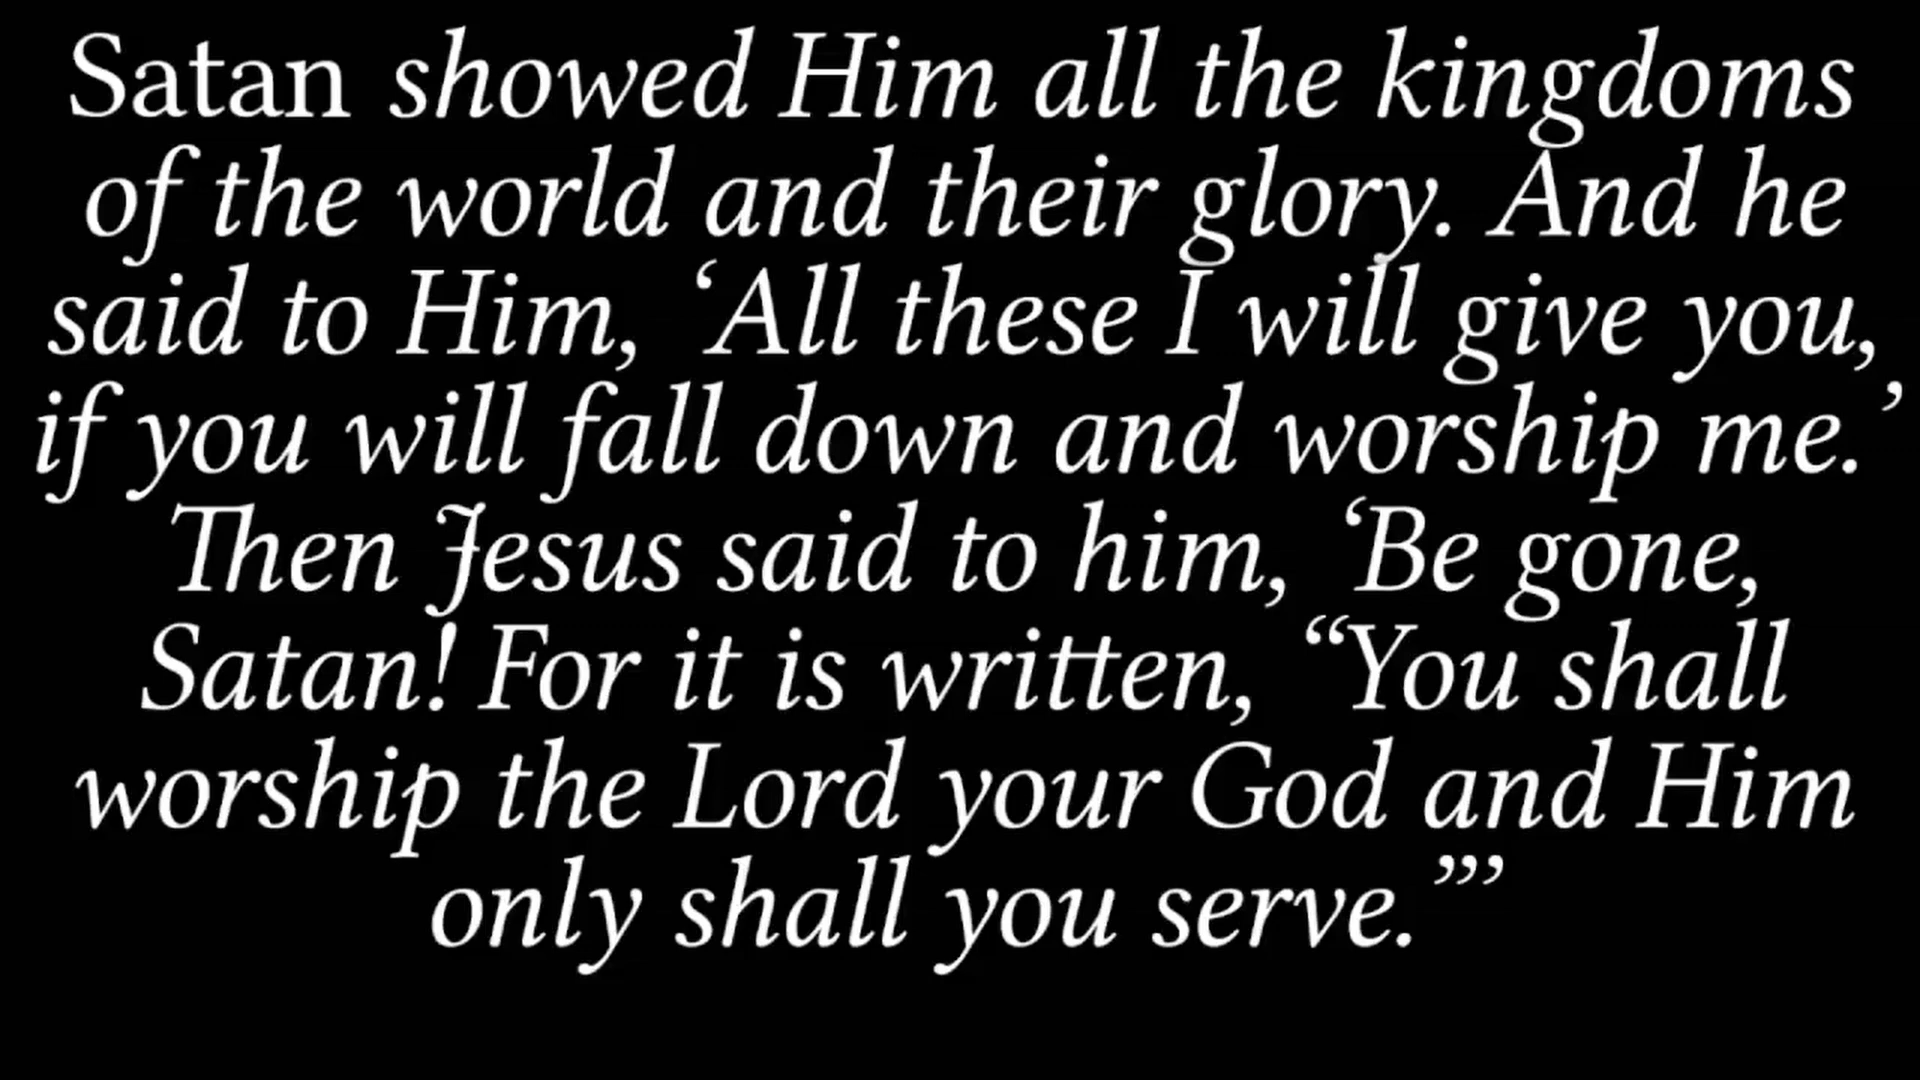 Satan showed Him all the kingdoms
of the world and their glory. And he
said to Him, ‘All these I will give you,
if you will fall down and worship me.’
Then Jesus said to him, ‘Be gone,
Satan! For it is written, “You shall
worship the Lord your God and Him
only shall you serve.”’